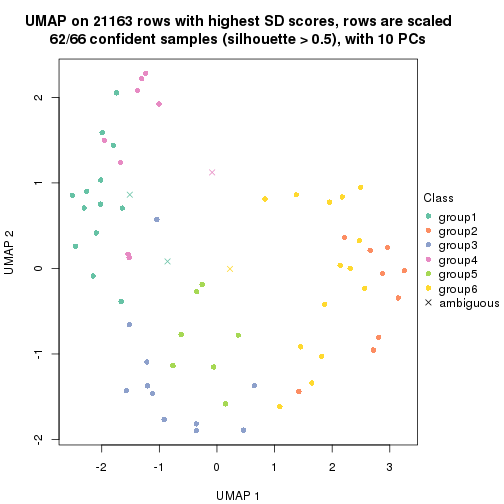 UMAP on 21163 rows with highest SD scores, rows are scaled
62/66 confident samples (silhouette > 0.5), with 10 PCs
2
1
0
-1
-2
UMAP 2
-2
-1
0
1
2
3
UMAP 1
Class
group1
group2
group3
group4
group5
group6
ambiguous